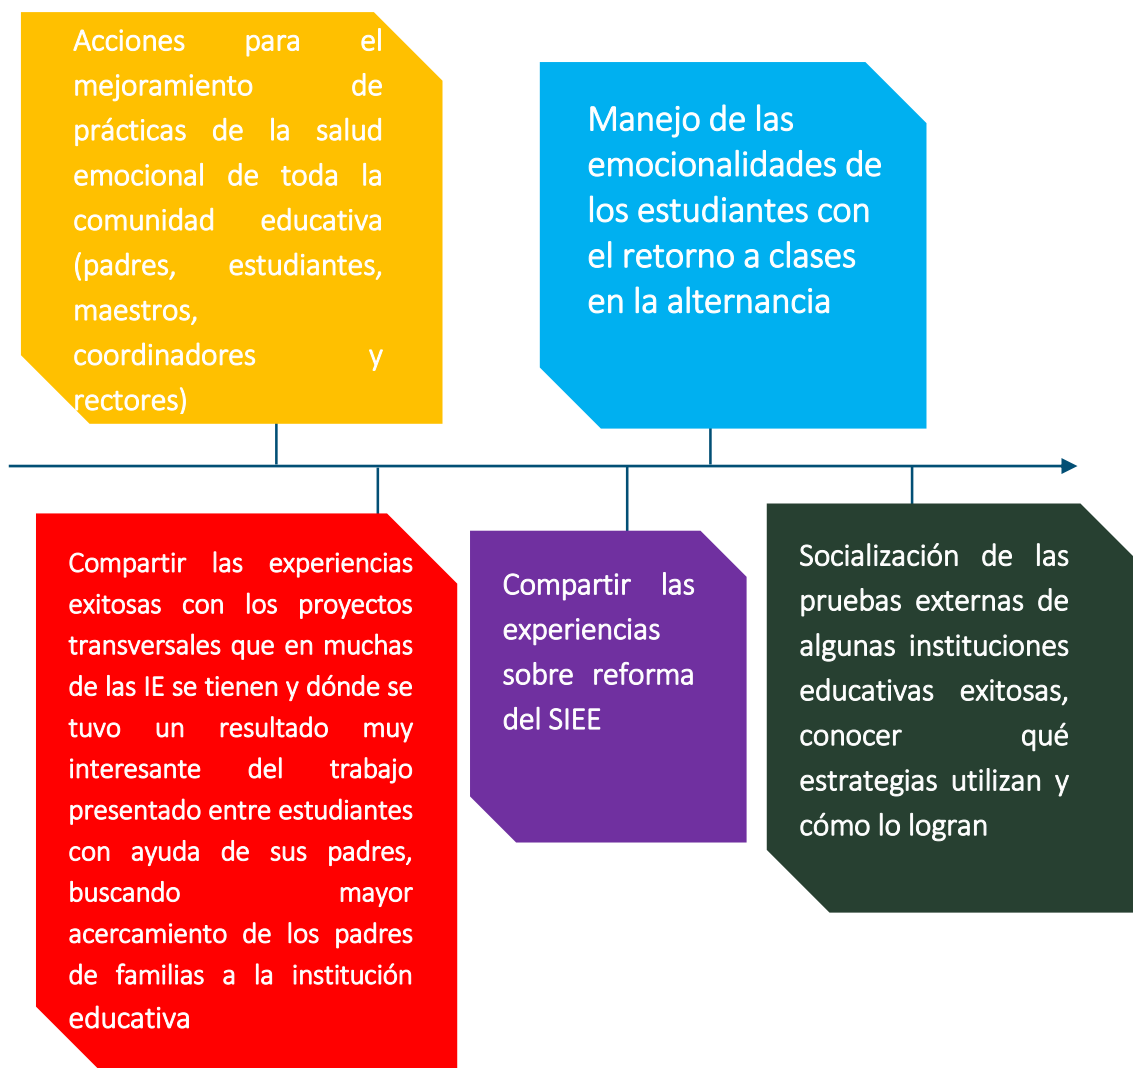 Acciones para el
mejoramiento de
prácticas de la salud
emocional de toda la
comunidad educativa
(padres, estudiantes,
maestros,
coordinadores y
rectores)
Manejo de las
emocionalidades de
los estudiantes con
el retorno a clases
en la alternancia
Compartir las experiencias
exitosas con los proyectos
transversales que en muchas
de las IE se tienen y dónde se
tuvo un resultado muy
interesante del trabajo
presentado entre estudiantes
con ayuda de sus padres,
buscando mayor
acercamiento de los padres
de familias a la institución
educativa
Compartir las
experiencias
sobre reforma
del SIEE
Socialización de las
pruebas externas de
algunas instituciones
educativas exitosas,
conocer qué
estrategias utilizan y
cómo lo logran